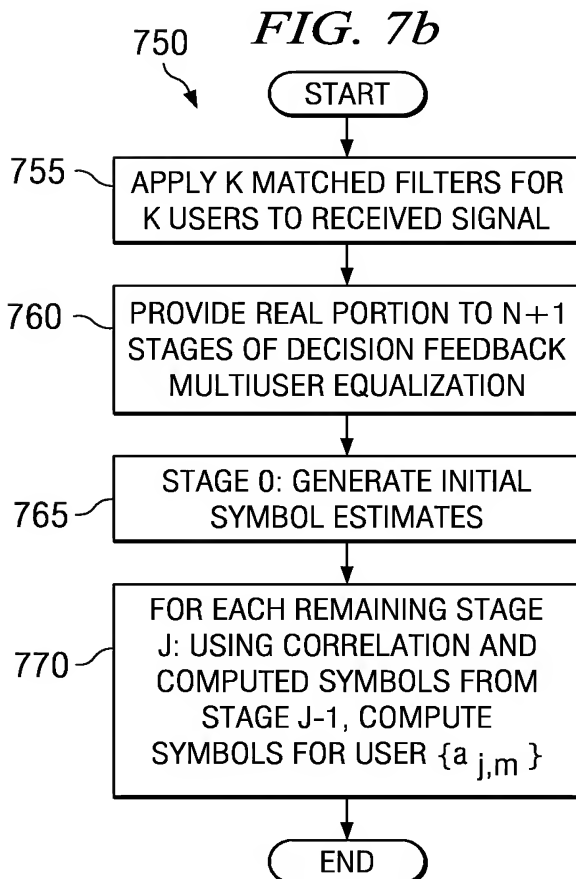 FIG. 7b
750
START
755
APPLY K MATCHED FILTERS FOR
K USERS TO RECEIVED SIGNAL
760
PROVIDE REAL PORTION TO N+1
STAGES OF DECISION FEEDBACK
MULTIUSER EQUALIZATION
765
STAGE 0: GENERATE INITIAL
SYMBOL ESTIMATES
770
FOR EACH REMAINING STAGE
J: USING CORRELATION AND
COMPUTED SYMBOLS FROM
STAGE J-1, COMPUTE
SYMBOLS FOR USER {a j,m }
END